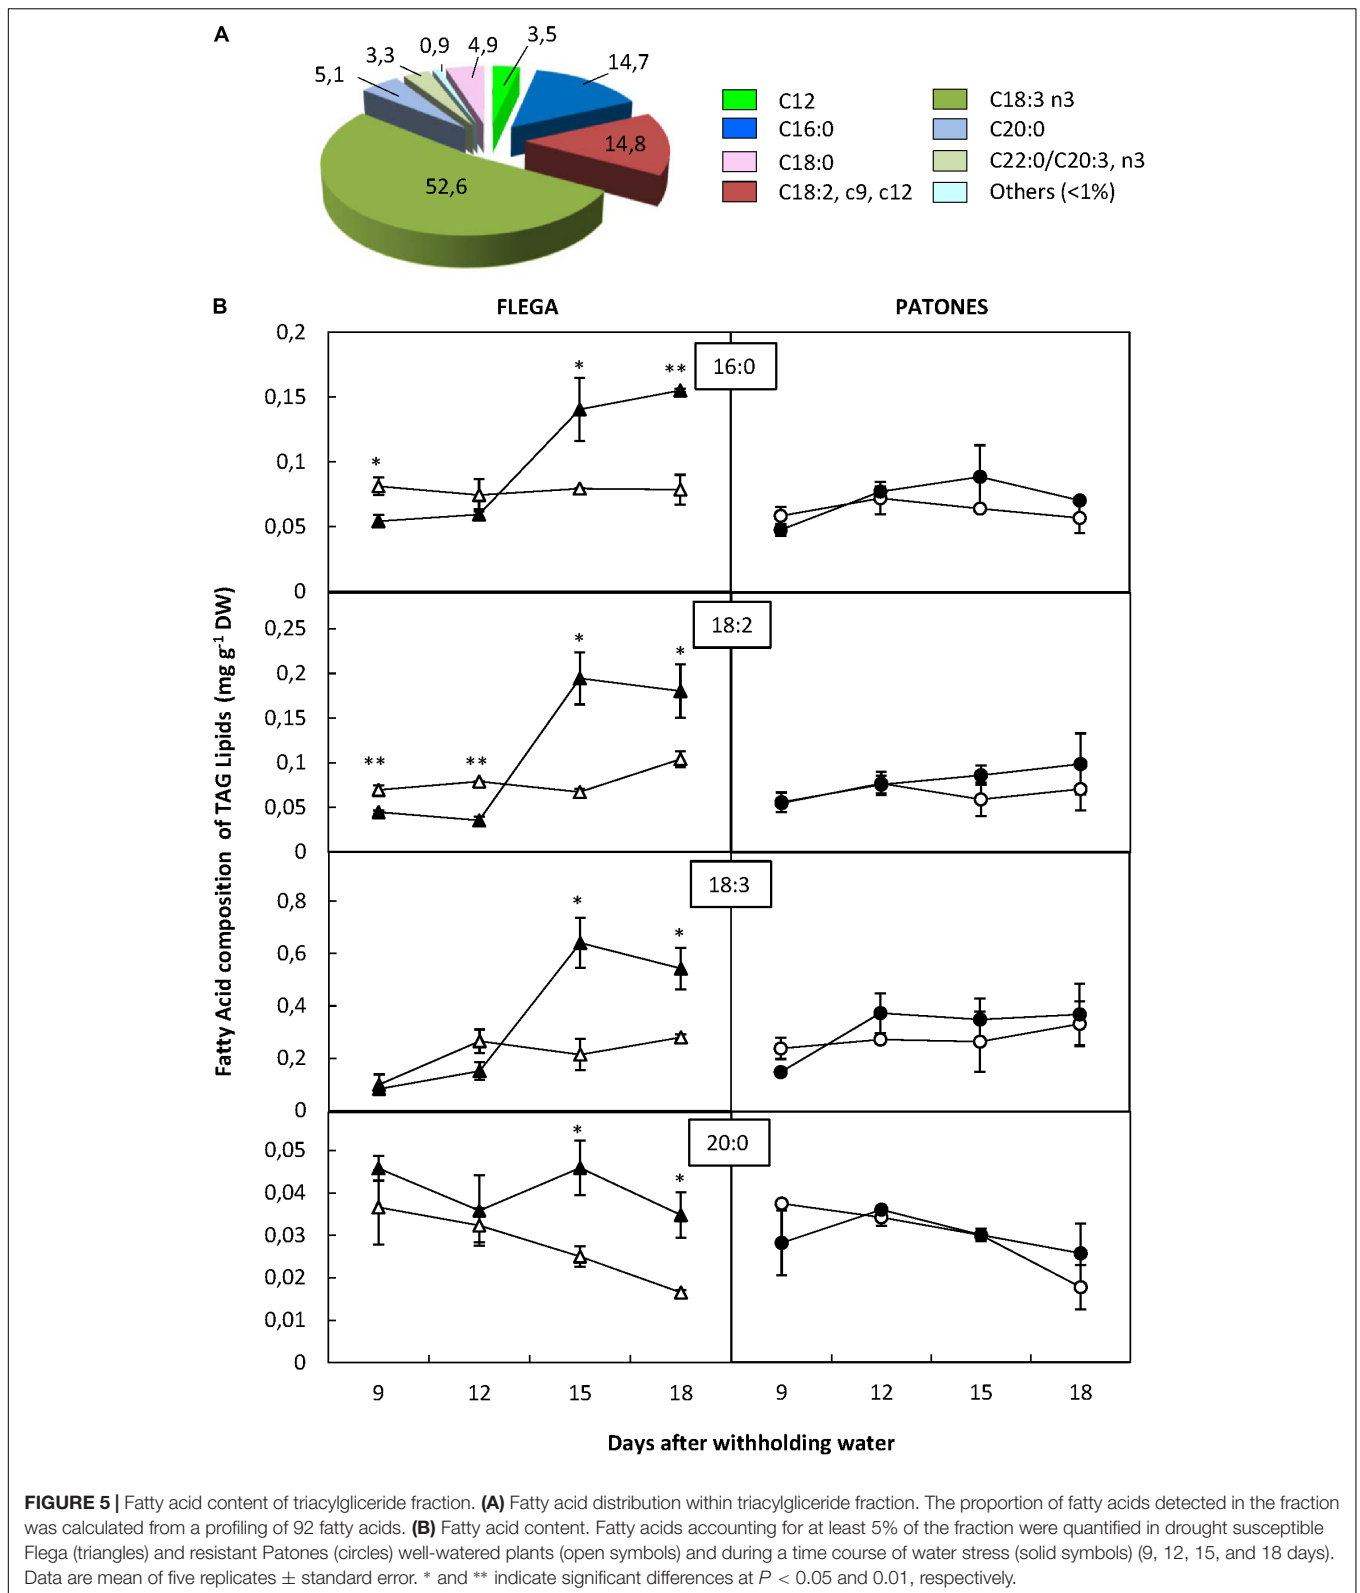 A
3,5
4,9
0,9
3,3
5,1
14,7
14,8
52,6
C12
C16:0
C18:0
C18:2, c9, c12
C18:3 n3
C20:0
C22:0/C20:3, n3
Others (<1%)
B
FLEGA
PATONES
Fatty Acid composition of TAG Lipids (mg g-1 DW)
0,2
0,15
0,1
0,05
0
16:0
*
*
**
0,25
0,2
0,15
0,1
0,05
0
18:2
**
**
*
*
0,8
0,6
0,4
0,2
0
18:3
*
*
0,05
0,04
0,03
0,02
0,01
0
20:0
*
*
9 12 15 18 9 12 15 18
Days after withholding water
FIGURE 5 | Fatty acid content of triacylgliceride fraction. (A) Fatty acid distribution within triacylgliceride fraction. The proportion of fatty acids detected in the fraction
was calculated from a profiling of 92 fatty acids. (B) Fatty acid content. Fatty acids accounting for at least 5% of the fraction were quantified in drought susceptible
Flega (triangles) and resistant Patones (circles) well-watered plants (open symbols) and during a time course of water stress (solid symbols) (9, 12, 15, and 18 days).
Data are mean of five replicates ± standard error. * and ** indicate significant differences at P < 0.05 and 0.01, respectively.